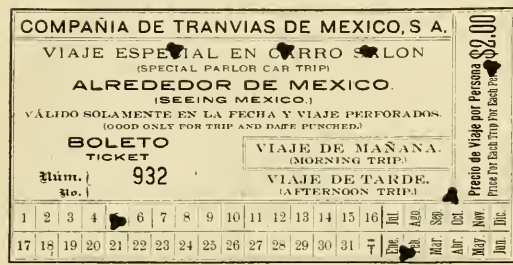 COMPAÑIA DE TRANVIAS DE MEXICO, S A.
VIAJE ESPECIAL EN CARRO SALON
(SPECIAL PARLOR CAR TRIP)
ALREDEDOR DE MEXICO.
(SEEING MEXICO.)
VÁLIDO SOLAMENTE EN LA FECHA Y VIAJE PERFORADOS.
(GOOD ONLY FOR TRIP AND DATE PUNCHED.)
BOLETO
TICKET
Núm.
No.
932
VIAJE DE MAÑANA.
(MORNING TRIP.)
VIAJE DE TARDE.
(AFTERNOON TRIP.)
Precio de Viaje por Persona
Price For Each Trip For Each
$2.00
1 2 3 4 6 7 8 9 10 11 12 13 14 15 16 Jul. Ago. Sep. Oct. Nov. Dic.
17 18 19 20 21 22 23 24 25 26 27 28 29 30 31 Ene. Feb. Mar. Abr. May Jun.